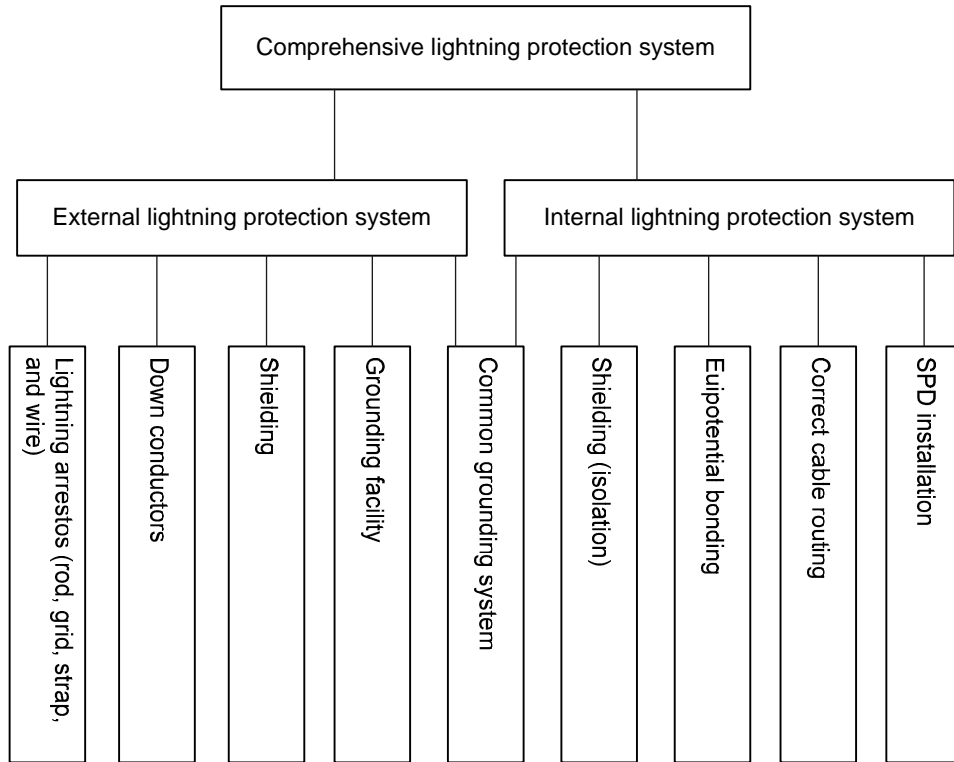 Comprehensive lightning protection system
External lightning protection system
Internal lightning protection system
Lightning arrestos (rod, grid, strap,
and wire)
Down conductors
Shielding
Grounding facility
Common grounding system
Shielding (isolation)
Euipotential bonding
Correct cable routing
SPD installation